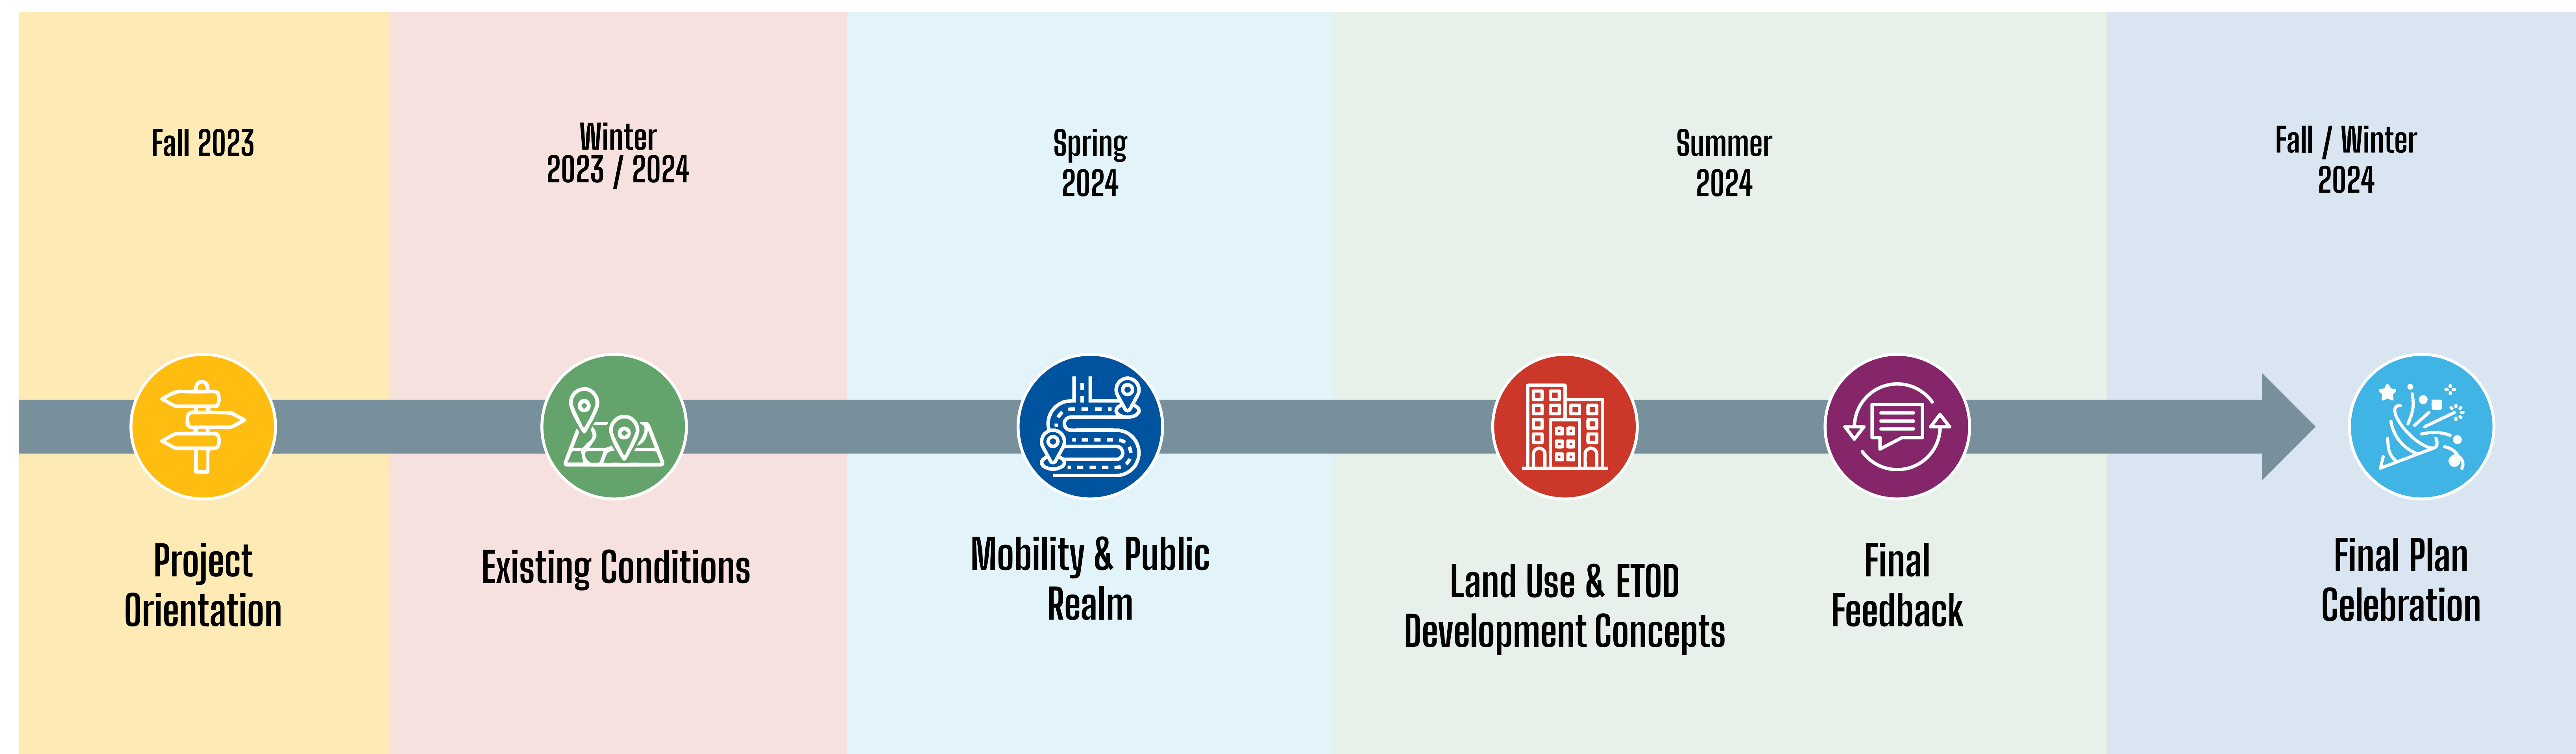 Fall 2023
Winter
2023 / 2024
Spring
2024
Summer
2024
Fall / Winter
2024
Project
Orientation
Existing Conditions
Mobility & Public
Realm
Land Use & ETOD
Development Concepts
Final
Feedback
Final Plan
Celebration